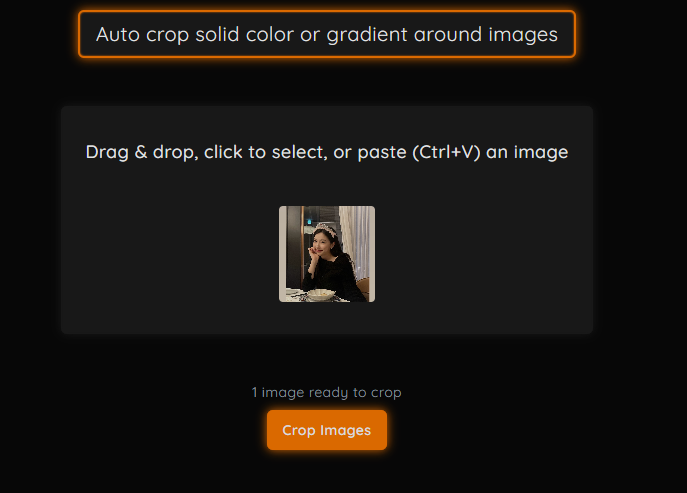 Auto crop solid color or gradient around images
Drag & drop, click to select, or paste (Ctrl+V) an image
1 image ready to crop
Crop Images